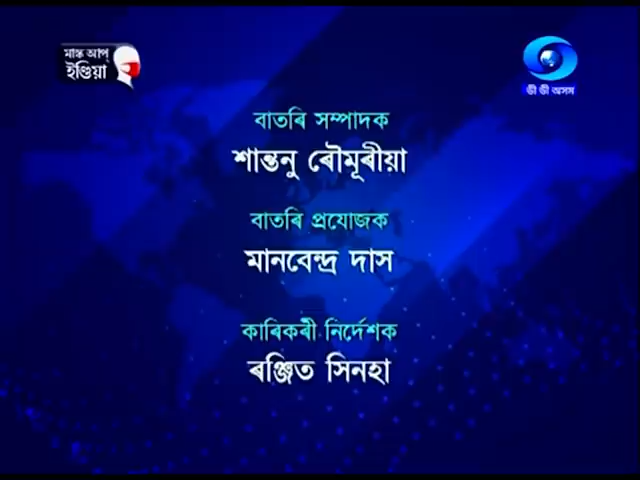 মাস্ক আপ্
ইণ্ডিয়া
ডী ডী অসম
বাতৰি সম্পাদক
শান্তনু ৰৌমূৰীয়া
বাতৰি প্ৰযোজক
মানবেন্দ্ৰ দাস
কাৰিকৰী নিৰ্দেশক
ৰঞ্জিত সিনহা